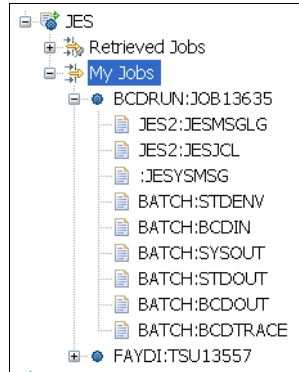 JES
Retrieved Jobs
My Jobs
BCDRUN:JOB13635
JES2:JESMSGLG
JES2:JESJCL
:JESYSMSG
BATCH:STDENV
BATCH:BCDIN
BATCH:SYSOUT
BATCH:STDOUT
BATCH:BCDOUT
BATCH:BCDTRACE
FAYDI:TSU13557